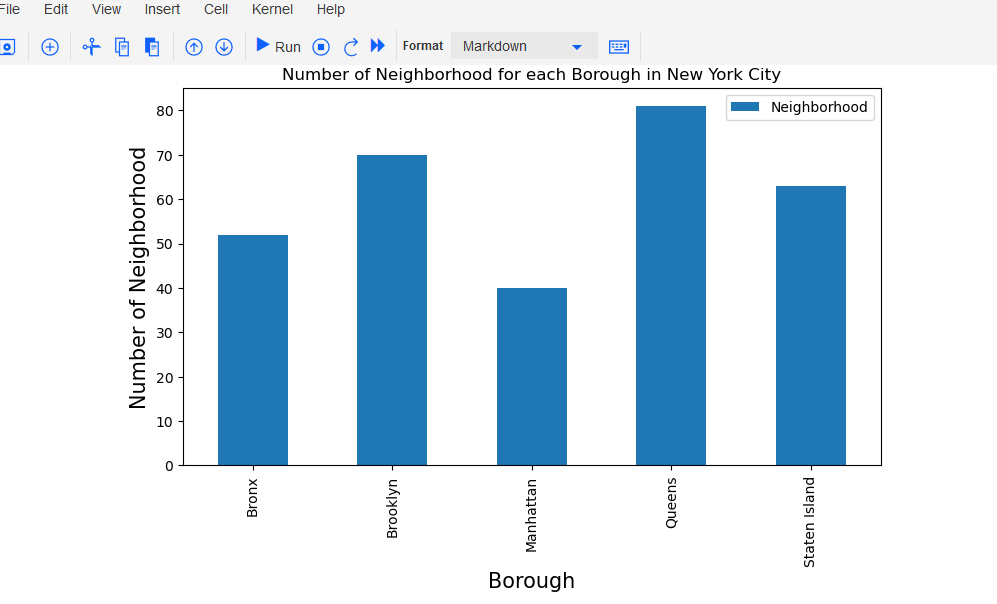 File Edit View Insert Cell Kernel Help
Run Format Markdown
Number of Neighborhood for each Borough in New York City
Neighborhood
80
70
60
50
40
30
20
10
0
Number of Neighborhood
Bronx Brooklyn Manhattan Queens Staten Island
Borough